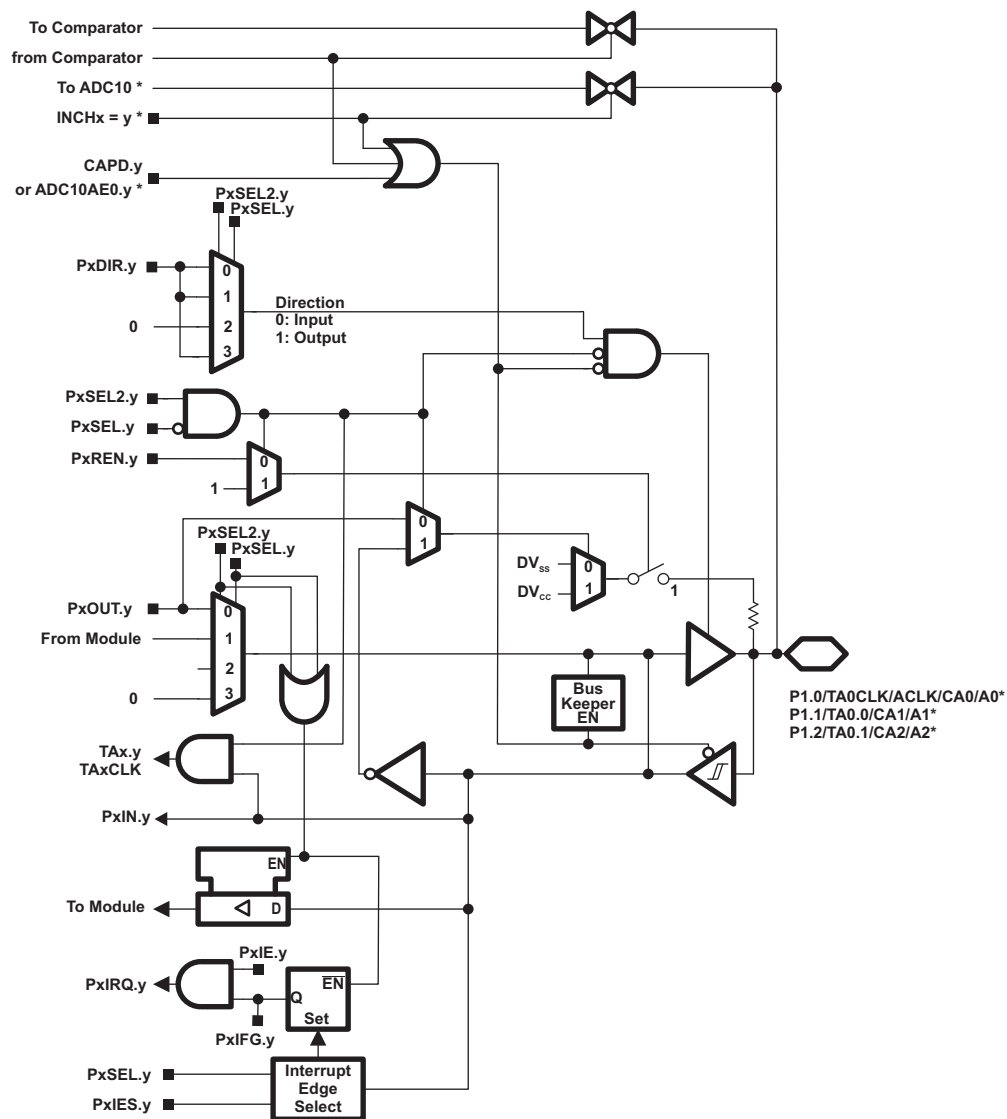 To Comparator
from Comparator
To ADC10 *
INCHx = y *
CAPD.y
or ADC10AE0.y *
PxSEL2.y
PxSEL.y
PxDIR.y
0
1
0
2
3
Direction
0: Input
1: Output
PxSEL2.y
PxSEL.y
PxREN.y
0
1
1
PxSEL2.y
PxSEL.y
0
1
DVSS
DVCC
0
1
1
PxOUT.y
0
From Module
1
2
0
3
Bus
Keeper
EN
P1.0/TA0CLK/ACLK/CA0/A0*
P1.1/TA0.0/CA1/A1*
P1.2/TA0.1/CA2/A2*
TAx.y
TAxCLK
PxIN.y
EN
To Module
D
PxIE.y
PxIRQ.y
EN
Q
Set
PxIFG.y
PxSEL.y
PxIES.y
Interrupt
Edge
Select